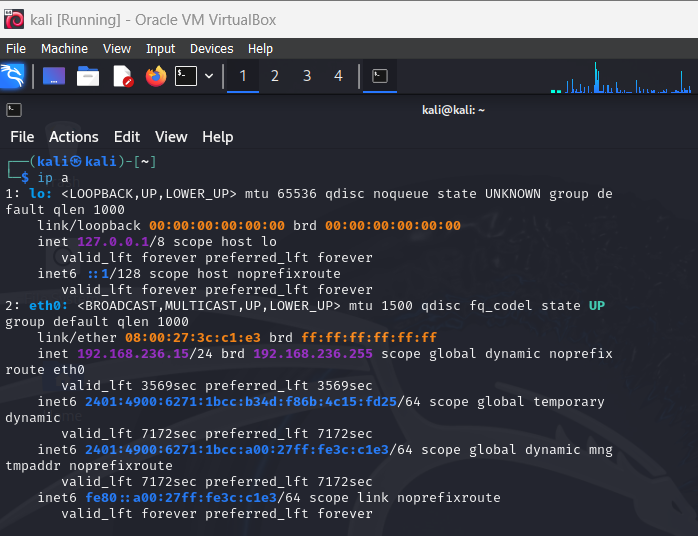 kali [Running] - Oracle VM VirtualBox
File Machine View Input Devices Help
1 2 3 4
kali@kali: ~
File Actions Edit View Help
┌──(kali㉿kali)-[~]
└─$ ip a
1: lo: <LOOPBACK,UP,LOWER_UP> mtu 65536 qdisc noqueue state UNKNOWN group de
fault qlen 1000
    link/loopback 00:00:00:00:00:00 brd 00:00:00:00:00:00
    inet 127.0.0.1/8 scope host lo
       valid_lft forever preferred_lft forever
    inet6 ::1/128 scope host noprefixroute
       valid_lft forever preferred_lft forever
2: eth0: <BROADCAST,MULTICAST,UP,LOWER_UP> mtu 1500 qdisc fq_codel state UP
group default qlen 1000
    link/ether 08:00:27:3c:c1:e3 brd ff:ff:ff:ff:ff:ff
    inet 192.168.236.15/24 brd 192.168.236.255 scope global dynamic noprefix
route eth0
       valid_lft 3569sec preferred_lft 3569sec
    inet6 2401:4900:6271:1bcc:b34d:f86b:4c15:fd25/64 scope global temporary
dynamic
       valid_lft 7172sec preferred_lft 7172sec
    inet6 2401:4900:6271:1bcc:a00:27ff:fe3c:c1e3/64 scope global dynamic mng
tmpaddr noprefixroute
       valid_lft 7172sec preferred_lft 7172sec
    inet6 fe80::a00:27ff:fe3c:c1e3/64 scope link noprefixroute
       valid_lft forever preferred_lft forever